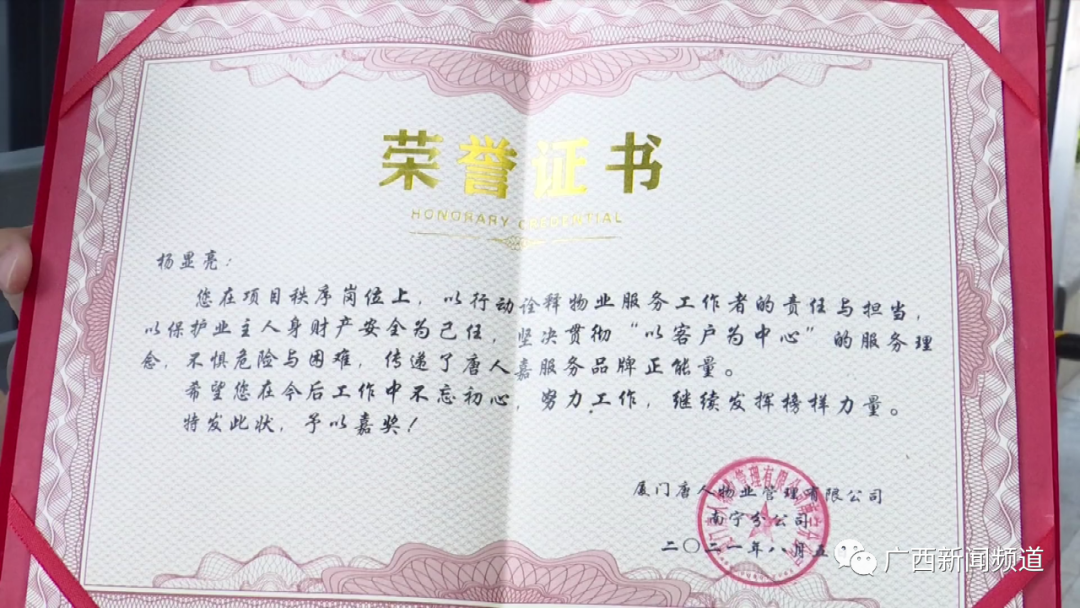 荣誉证书
HONORARY CREDENTIAL
杨显亮：
您在项目秩序岗位上，以行动诠释物业服务工作者的责任与担当，
以保护业主人身财产安全为己任，坚决贯彻“以客户为中心”的服务理
念，不惧危险与困难，传递了唐人嘉服务品牌正能量。
希望您在今后工作中不忘初心，努力工作，继续发挥榜样力量。
特发此状，予以嘉奖！
厦门唐人物业管理有限公司
南宁分公司
二〇二一年八月五
广西新闻频道